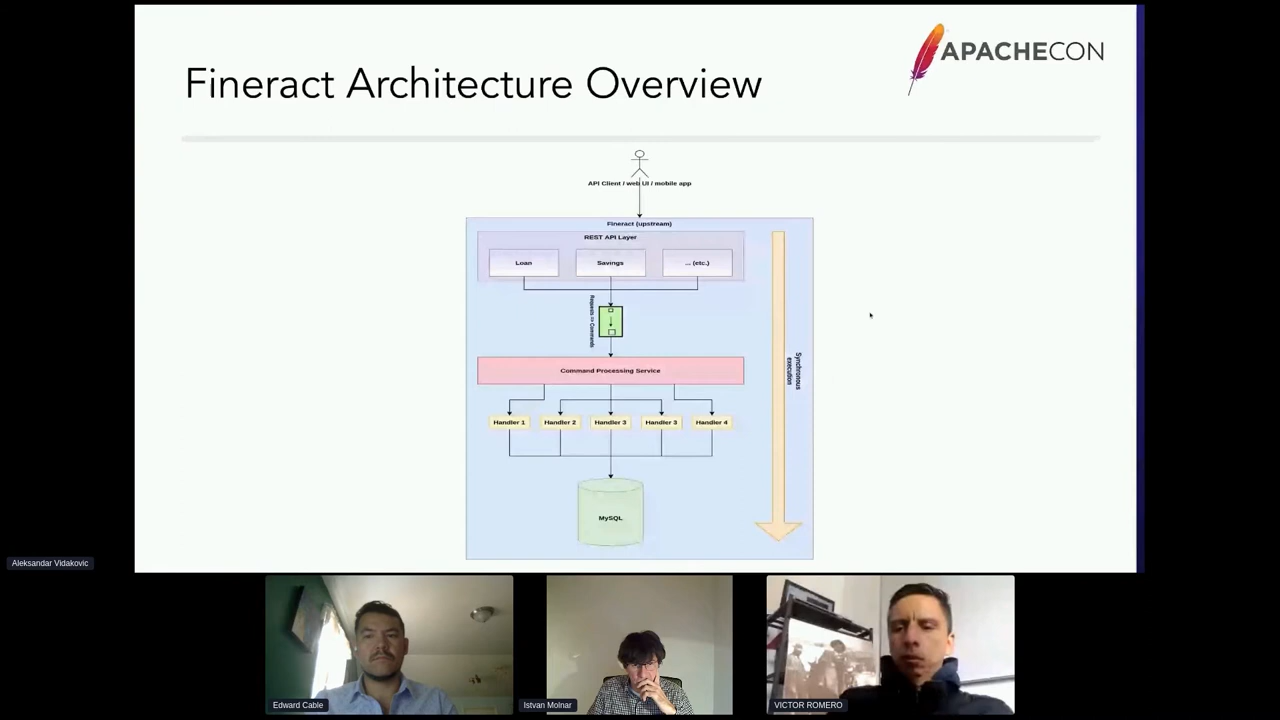 APACHECON
Fineract Architecture Overview
API Client / web UI / mobile app
Fineract (upstream)
REST API Layer
Loan
Savings
... (etc.)
Requests >> Commands
Command Processing Service
Synchronous
execution
Handler 1
Handler 2
Handler 3
Handler 3
Handler 4
MySQL
Aleksandar Vidakovic
Edward Cable
Istvan Molnar
VICTOR ROMERO